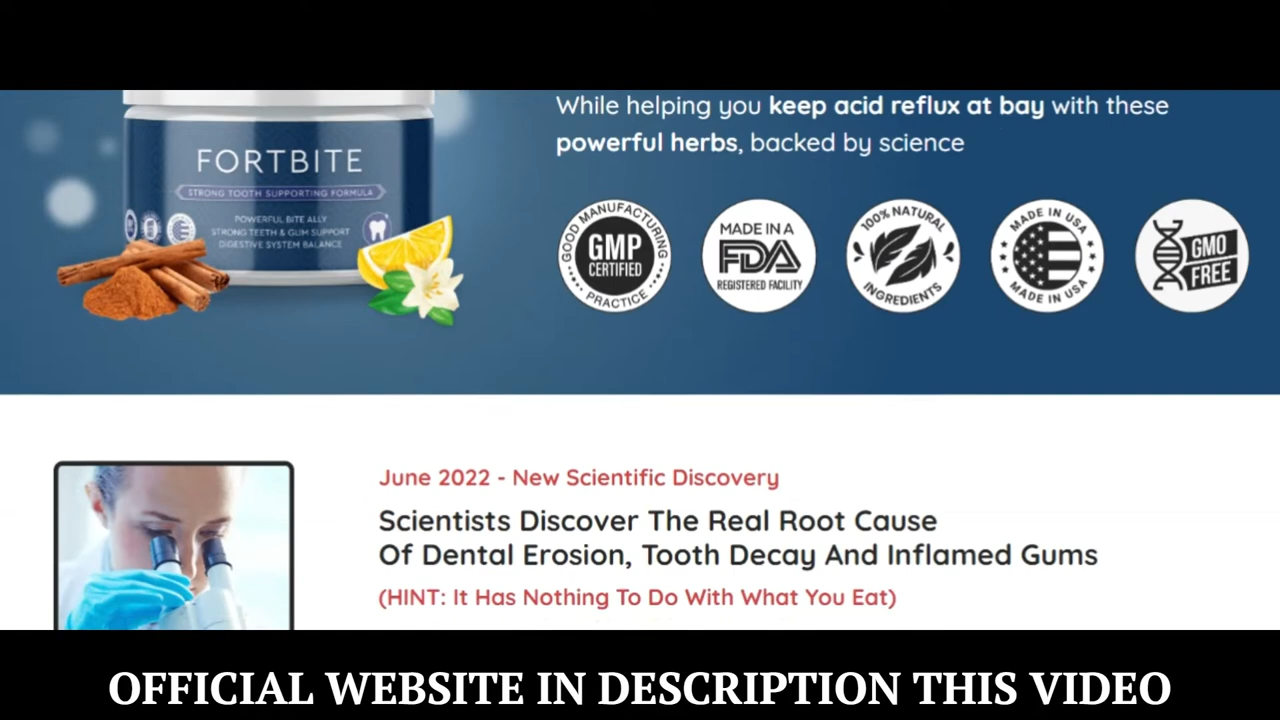 While helping you keep acid reflux at bay with these
powerful herbs, backed by science
FORTBITE
STRONG TOOTH SUPPORTING FORMULA
POWERFUL BITE ALLY
STRONG TEETH & GUM SUPPORT
DIGESTIVE SYSTEM BALANCE
GOOD MANUFACTURING
GMP
CERTIFIED
PRACTICE
MADE IN A
FDA
REGISTERED FACILITY
100% NATURAL
INGREDIENTS
MADE IN USA
MADE IN USA
GMO
FREE
June 2022 - New Scientific Discovery
Scientists Discover The Real Root Cause
Of Dental Erosion, Tooth Decay And Inflamed Gums
(HINT: It Has Nothing To Do With What You Eat)
OFFICIAL WEBSITE IN DESCRIPTION THIS VIDEO